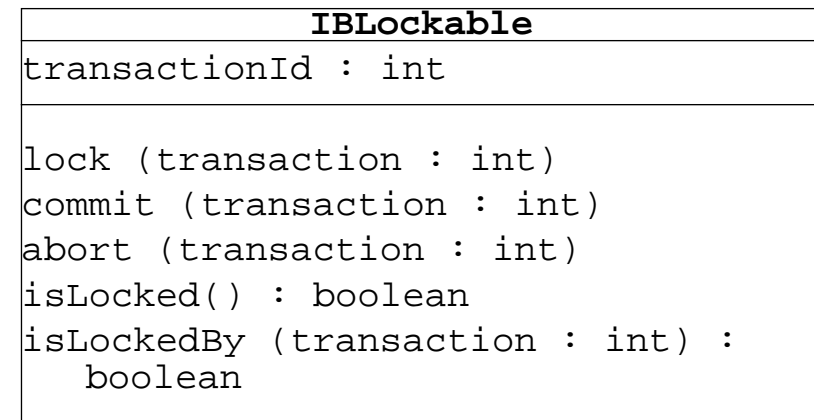 IBLockable
transactionId : int
lock (transaction : int)
commit (transaction : int)
abort (transaction : int)
isLocked() : boolean
isLockedBy (transaction : int) :
boolean